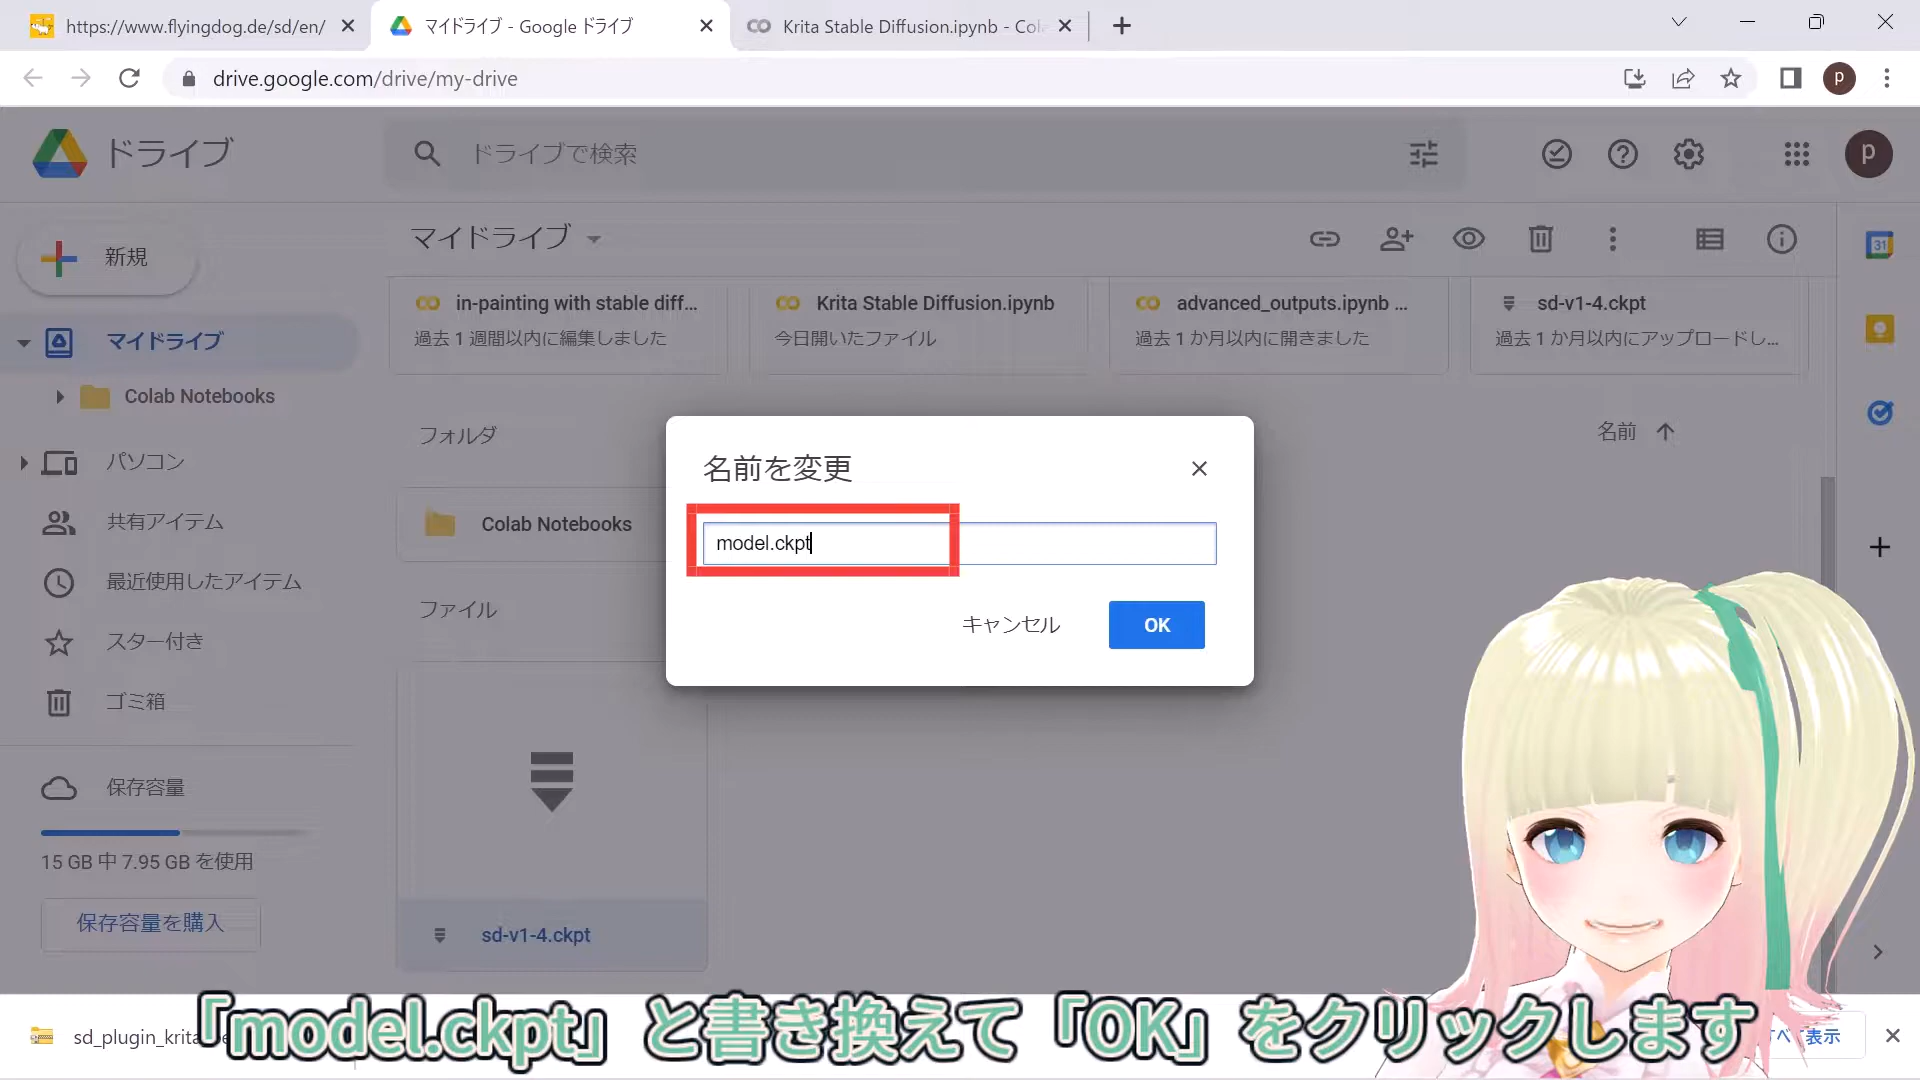 https://www.flyingdog.de/sd/en/
マイドライブ - Google ドライブ
Krita Stable Diffusion.ipynb - Col
drive.google.com/drive/my-drive
p
ドライブ
ドライブで検索
p
新規
マイドライブ
31
in-painting with stable diff...
Krita Stable Diffusion.ipynb
advanced_outputs.ipynb ...
sd-v1-4.ckpt
過去 1 週間以内に編集しました
今日開いたファイル
過去 1 か月以内に開きました
過去 1 か月以内にアップロードし...
マイドライブ
Colab Notebooks
パソコン
共有アイテム
最近使用したアイテム
スター付き
ゴミ箱
保存容量
15 GB 中 7.95 GB を使用
保存容量を購入
フォルダ
名前
Colab Notebooks
ファイル
sd-v1-4.ckpt
名前を変更
model.ckpt
キャンセル
OK
「model.ckpt」と書き換えて「OK」をクリックします
sd_plugin_krita
表示